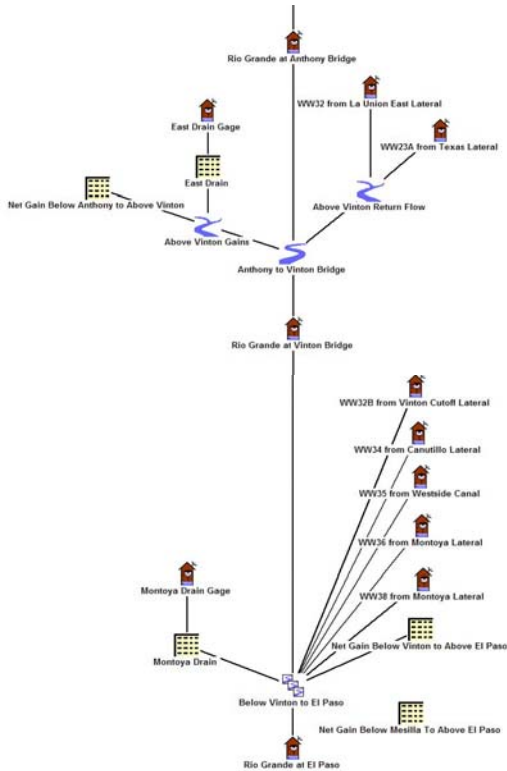 Rio Grande at Anthony Bridge
WW32 from La Union East Lateral
East Drain Gage
WW23A from Texas Lateral
East Drain
Net Gain Below Anthony to Above Vinton
Above Vinton Return Flow
Above Vinton Gains
Anthony to Vinton Bridge
Rio Grande at Vinton Bridge
WW32B from Vinton Cutoff Lateral
WW34 from Canutillo Lateral
WW35 from Westside Canal
WW36 from Montoya Lateral
Montoya Drain Gage
WW38 from Montoya Lateral
Net Gain Below Vinton to Above El Paso
Montoya Drain
Below Vinton to El Paso
Net Gain Below Mesilla To Above El Paso
Rio Grande at El Paso